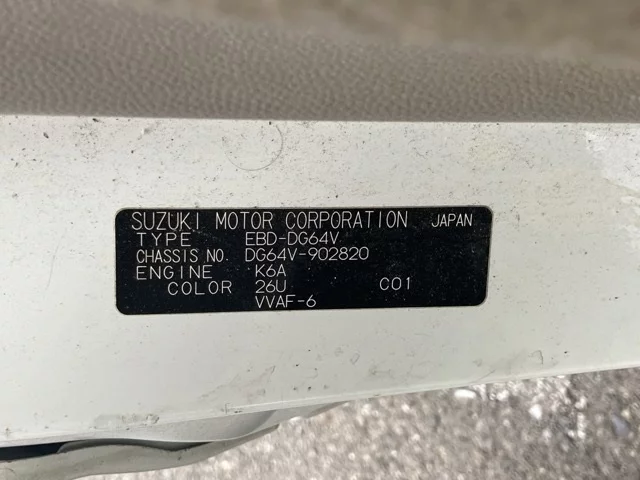 SUZUKI MOTOR CORPORATION JAPAN
TYPE EBD-DG64V
CHASSIS NO. DG64V-902820
ENGINE K6A
COLOR 26U C01
VVAF-6